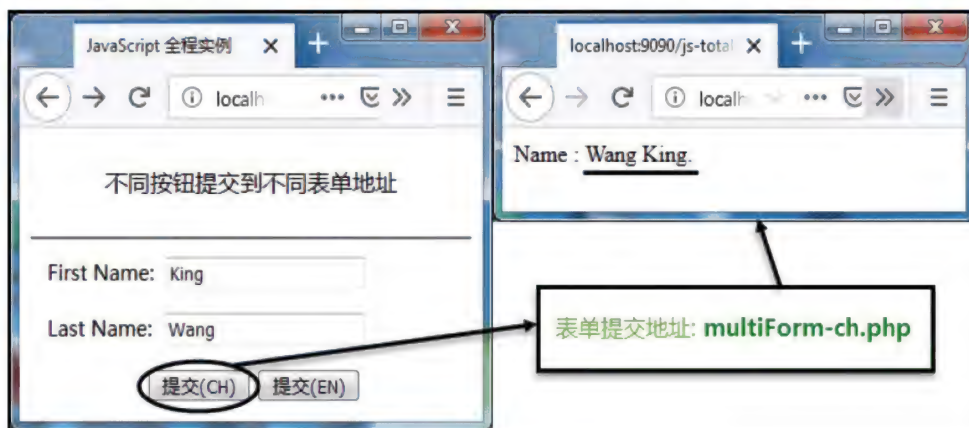 JavaScript 全程实例
localh
不同按钮提交到不同表单地址
First Name: King
Last Name: Wang
提交(CH) 提交(EN)
localhost:9090/js-total
localh
Name : Wang King.
表单提交地址: multiForm-ch.php